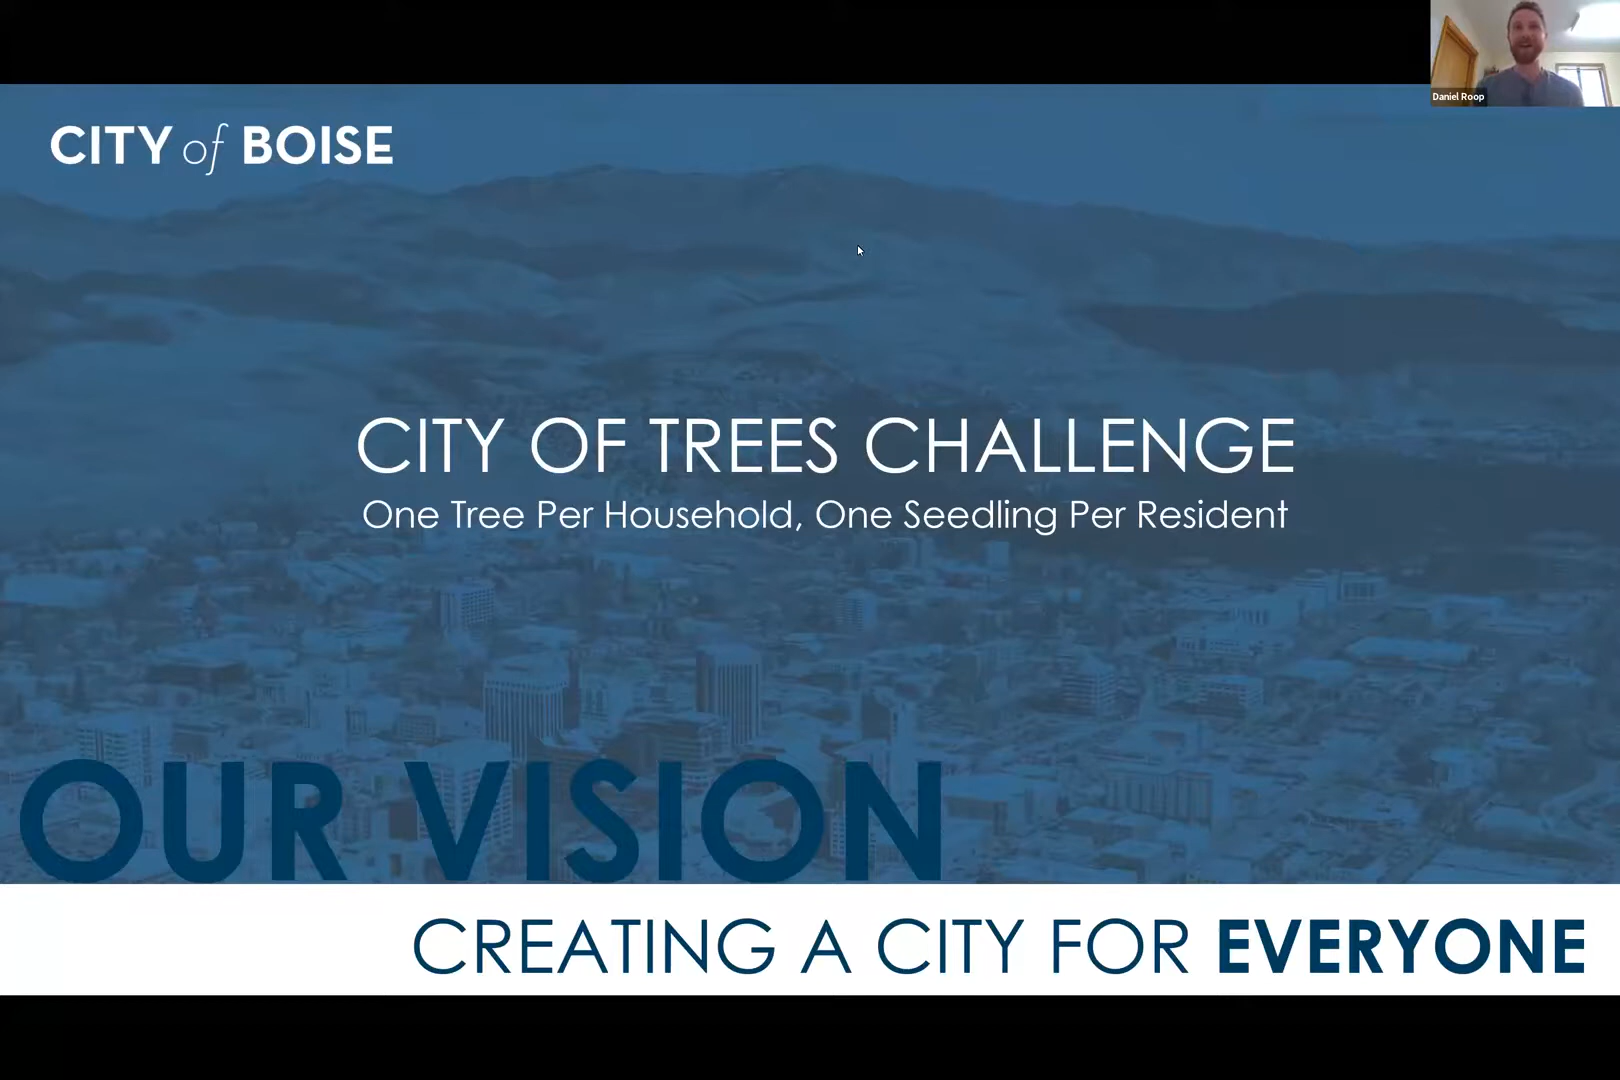 Daniel Roop
CITY of BOISE
CITY OF TREES CHALLENGE
One Tree Per Household, One Seedling Per Resident
OUR VISION
CREATING A CITY FOR EVERYONE